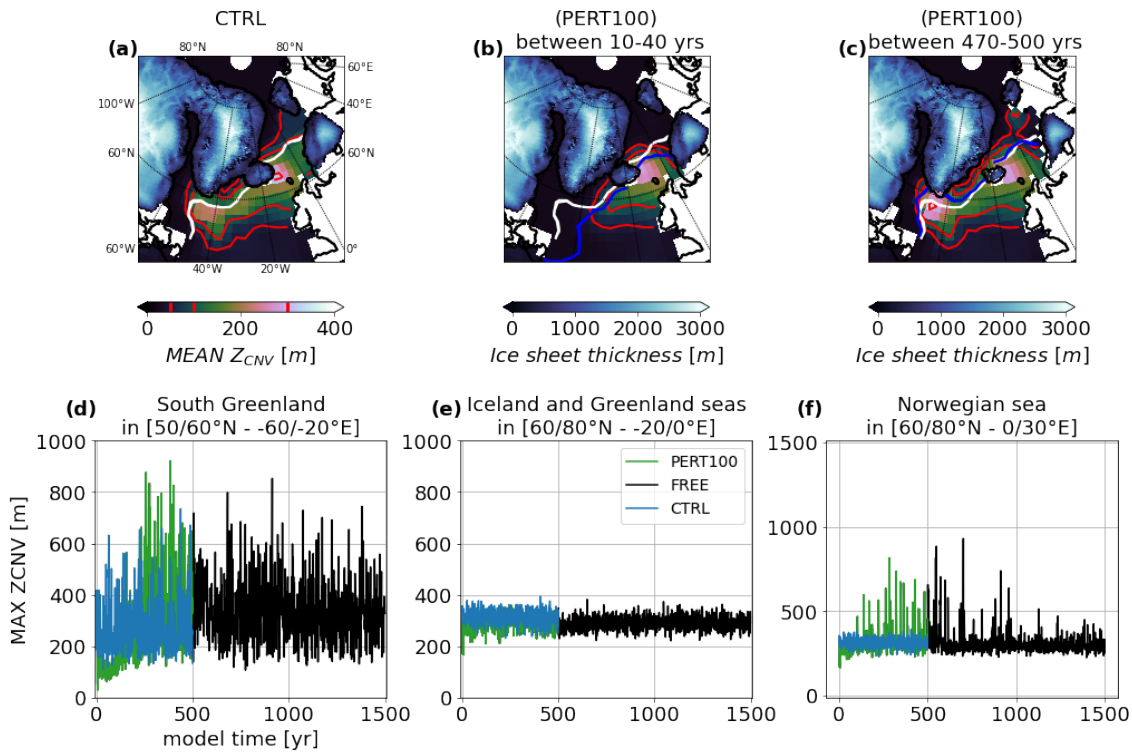 CTRL
(PERT100)
between 10-40 yrs
(PERT100)
between 470-500 yrs
(a)
80°N
80°N
60°E
100°W
40°E
60°N
60°N
60°W
40°W
20°W
0°
(b)
(c)
0 200 400
MEAN Z_CNV [m]
0 1000 2000 3000
Ice sheet thickness [m]
0 1000 2000 3000
Ice sheet thickness [m]
(d)
South Greenland
in [50/60°N - -60/-20°E]
1000
800
600
400
200
0
MAX ZCNV [m]
0 500 1000 1500
model time [yr]
(e)
Iceland and Greenland seas
in [60/80°N - -20/0°E]
PERT100
FREE
CTRL
1000
800
600
400
200
0
0 500 1000 1500
(f)
Norwegian sea
in [60/80°N - 0/30°E]
1500
1000
500
0
0 500 1000 1500